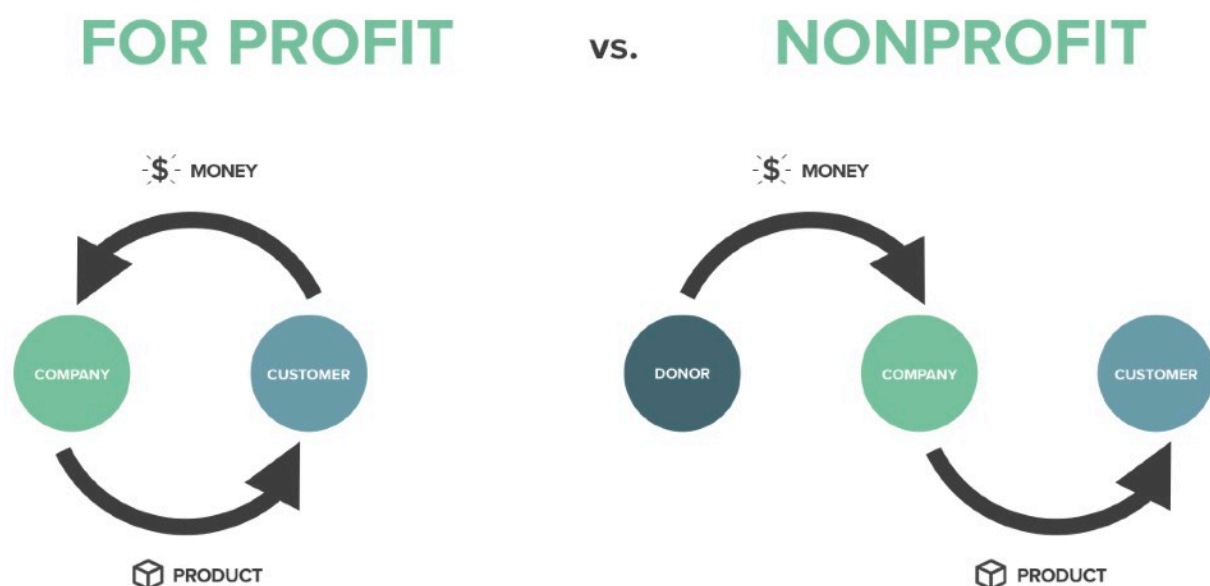 FOR PROFIT vs. NONPROFIT
$ MONEY
$ MONEY
COMPANY
CUSTOMER
DONOR
COMPANY
CUSTOMER
PRODUCT
PRODUCT